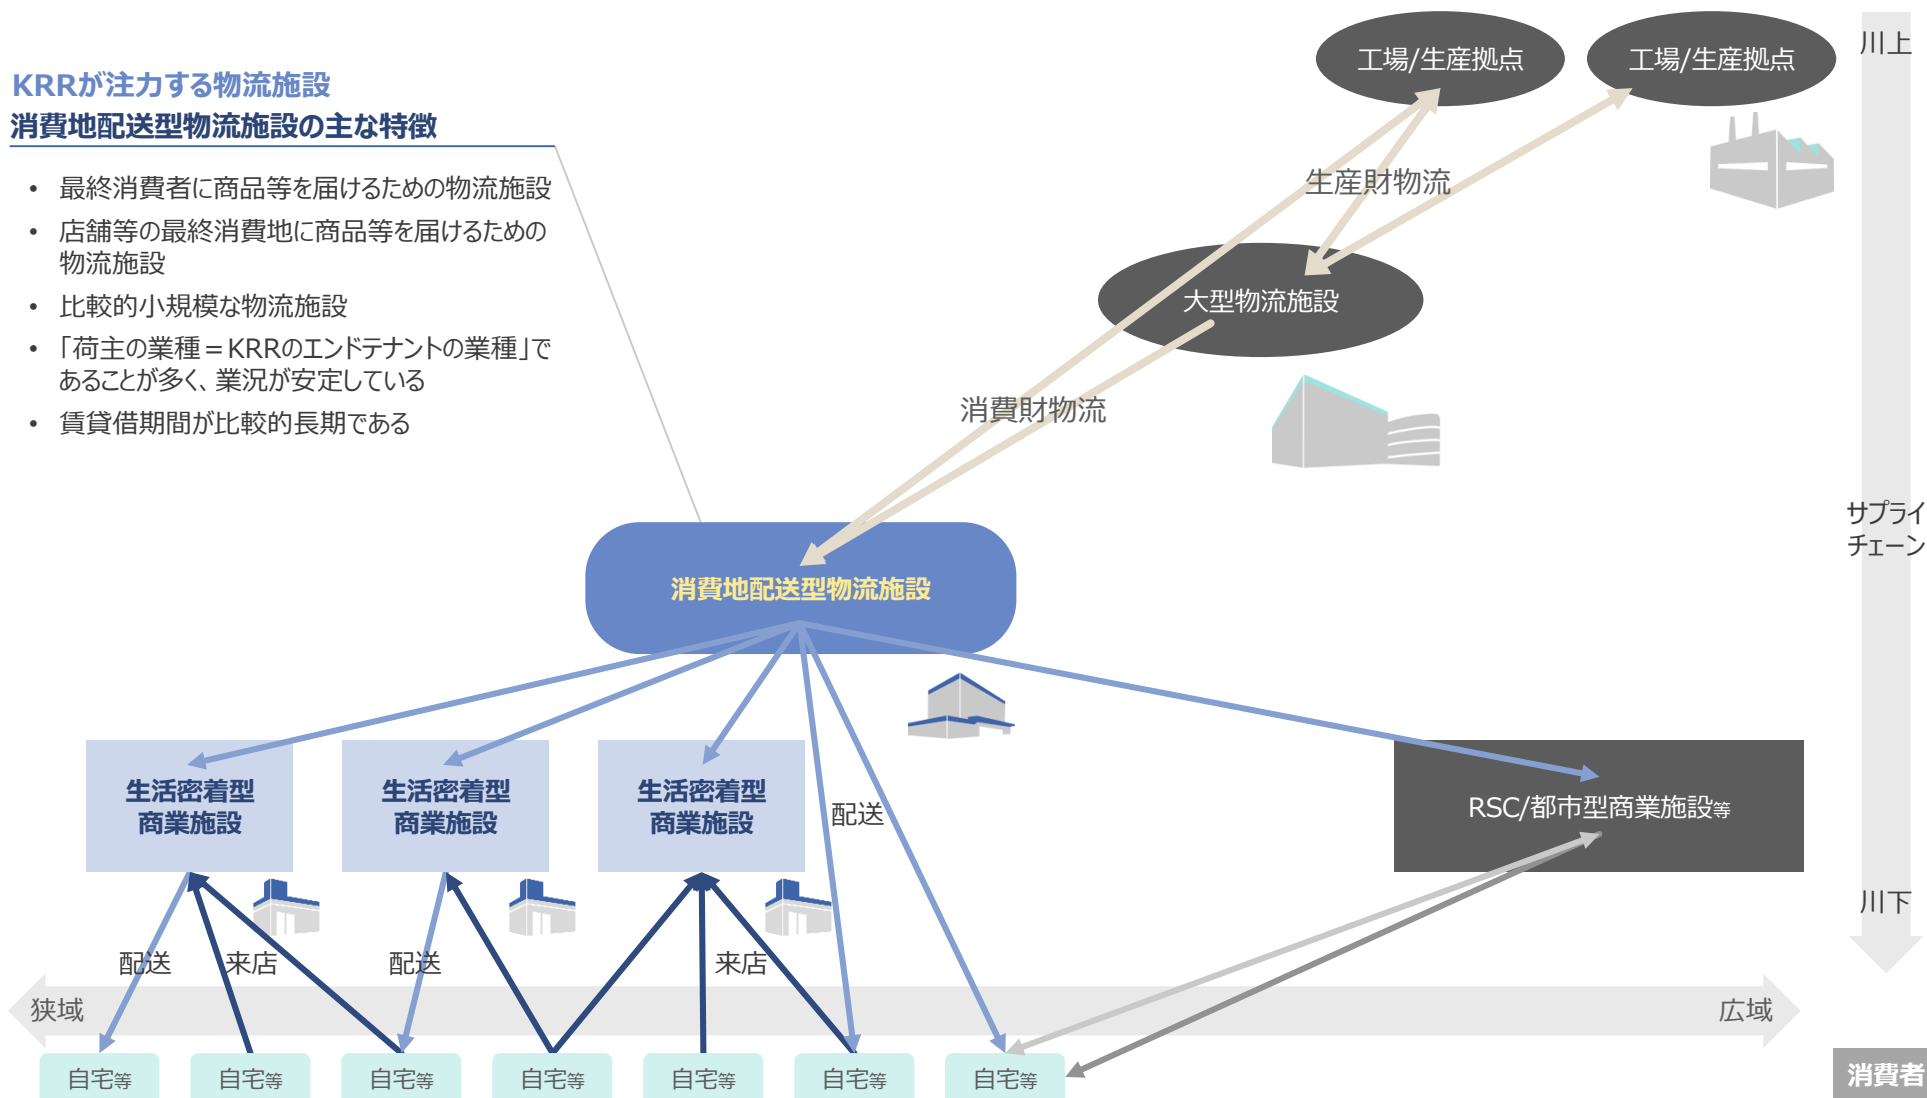 KRRが注力する物流施設
消費地配送型物流施設の主な特徴
• 最終消費者に商品等を届けるための物流施設
• 店舗等の最終消費地に商品等を届けるための
物流施設
• 比較的小規模な物流施設
• 「荷主の業種=KRRのエンドテナントの業種」で
あることが多く、業況が安定している
• 賃貸借期間が比較的長期である
工場/生産拠点
工場/生産拠点
川上
生産財物流
大型物流施設
消費財物流
サプライ
チェーン
消費地配送型物流施設
生活密着型
商業施設
生活密着型
商業施設
生活密着型
商業施設
配送
RSC/都市型商業施設等
川下
配送
来店
配送
来店
狭域
広域
自宅等
自宅等
自宅等
自宅等
自宅等
自宅等
自宅等
消費者